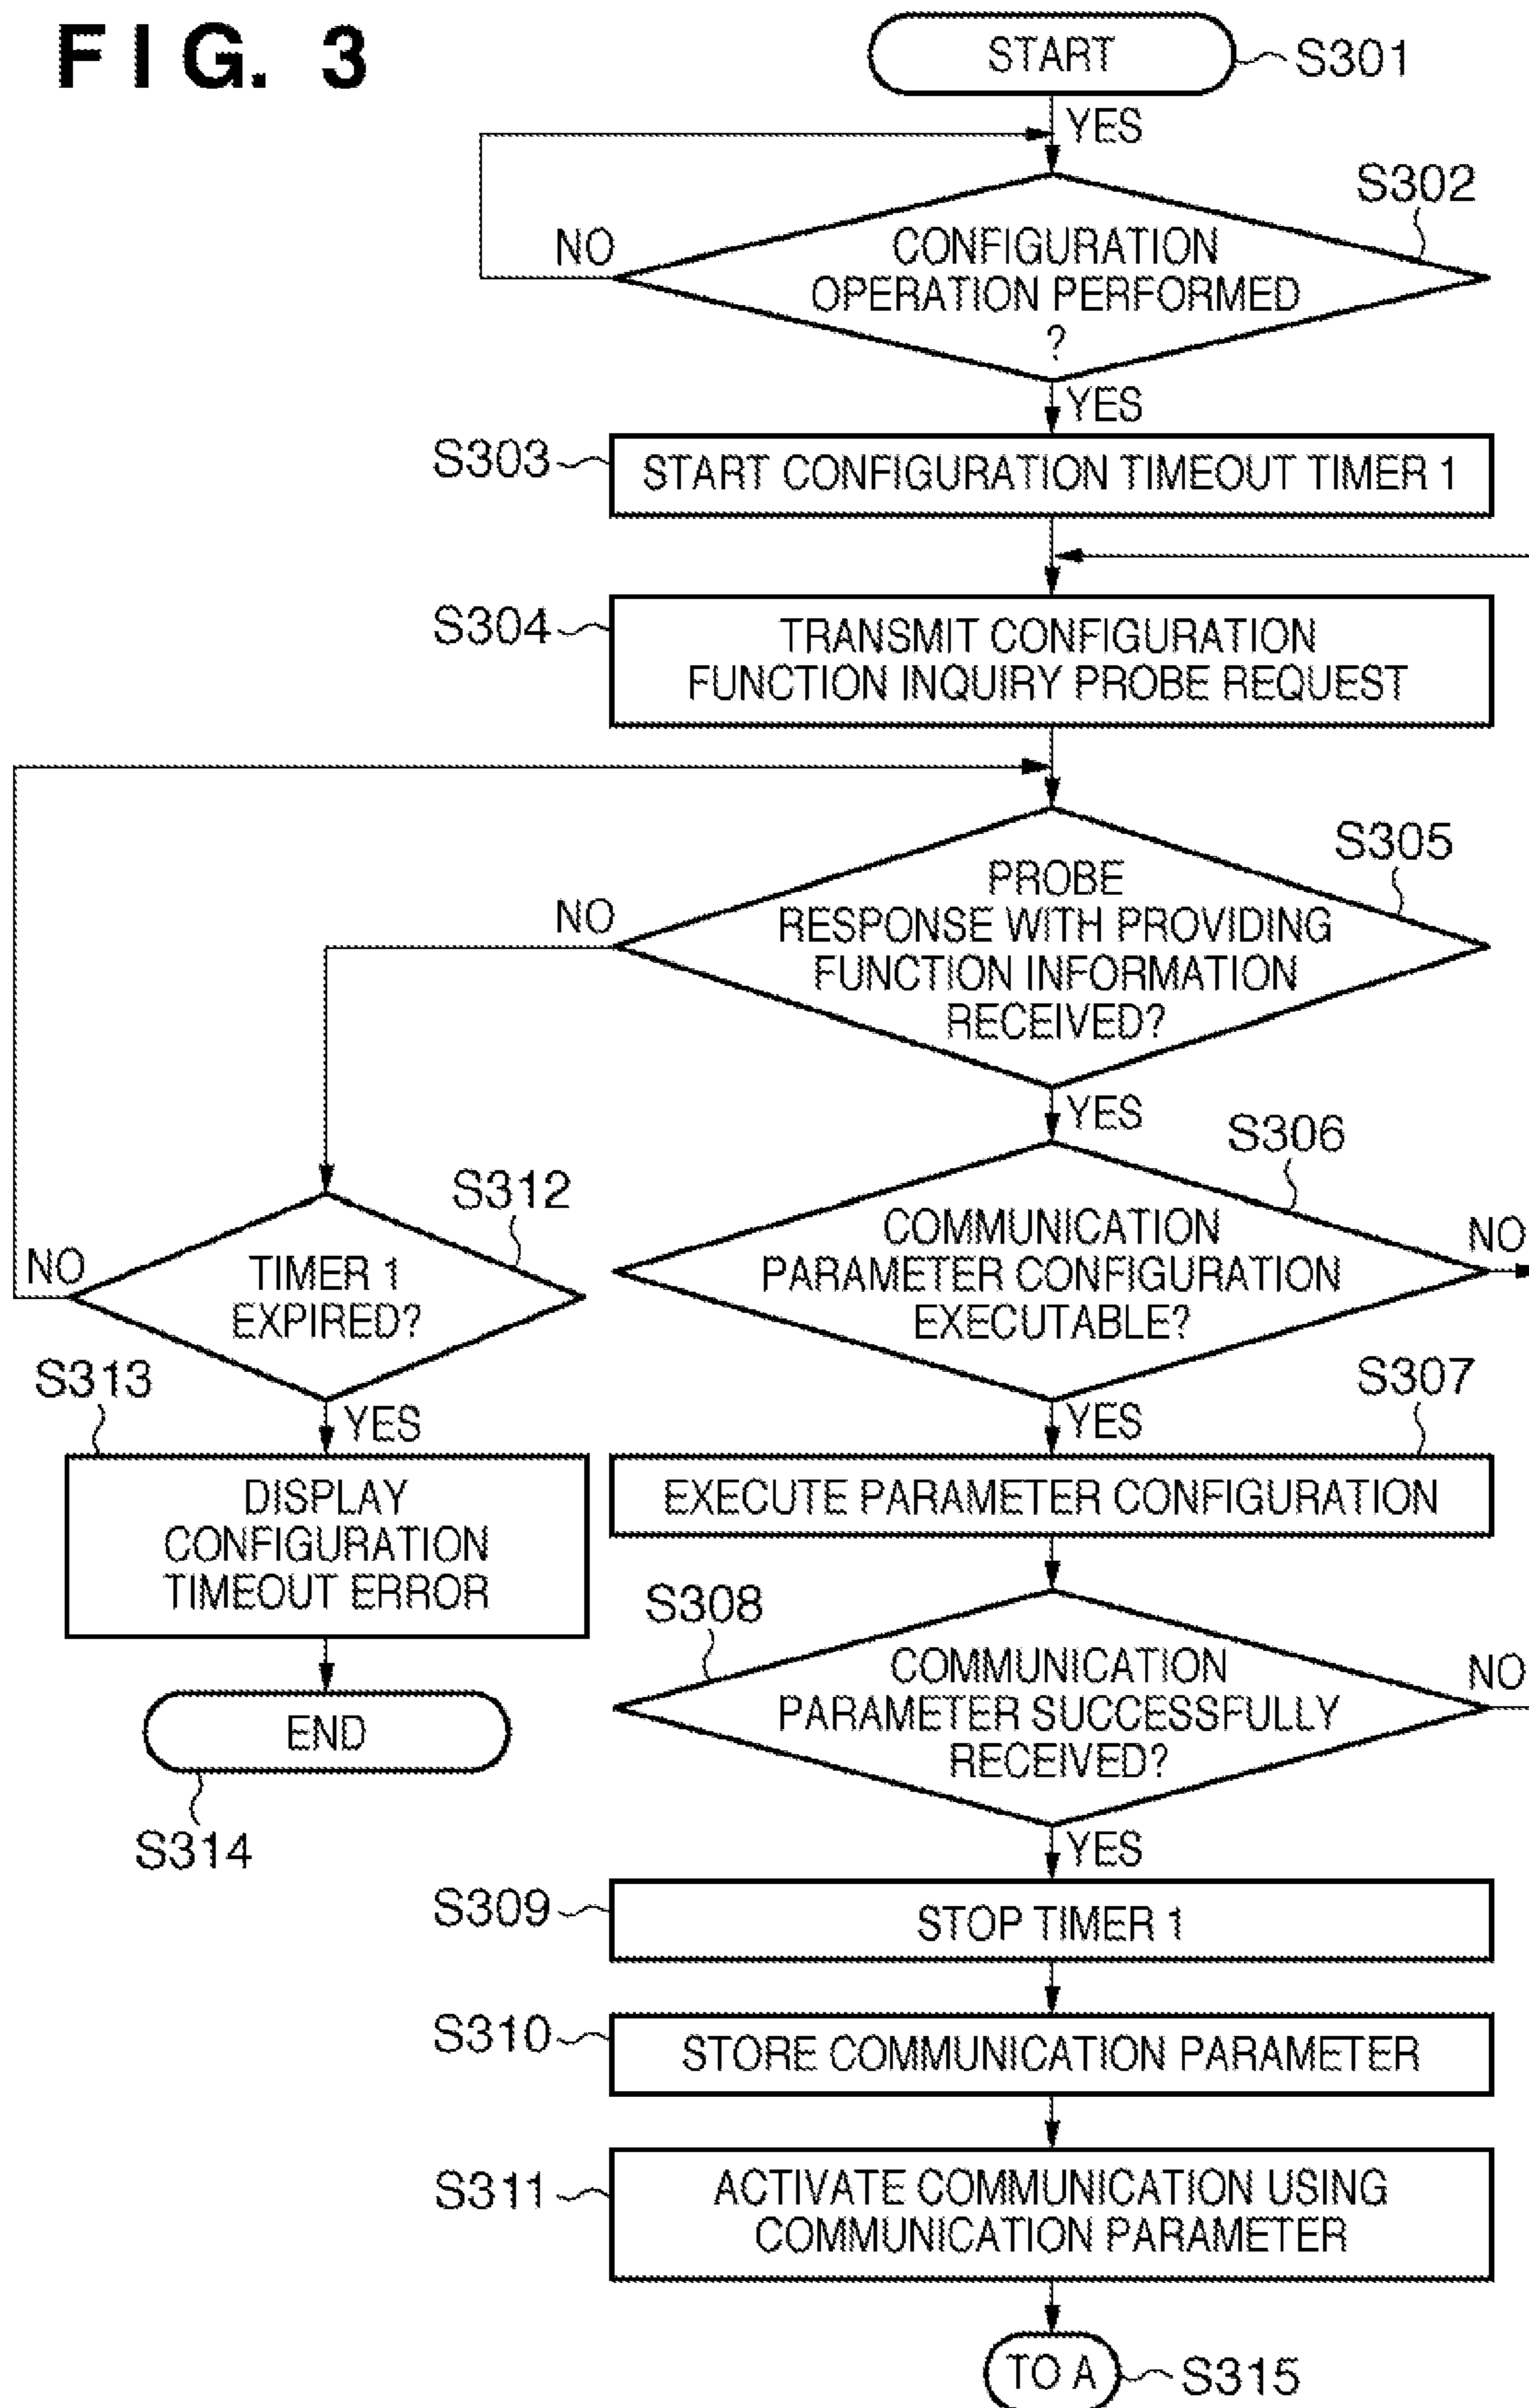 FIG. 3
START
S301
YES
S302
NO
CONFIGURATION
OPERATION PERFORMED
?
YES
S303
START CONFIGURATION TIMEOUT TIMER 1
S304
TRANSMIT CONFIGURATION
FUNCTION INQUIRY PROBE REQUEST
S305
NO
PROBE
RESPONSE WITH PROVIDING
FUNCTION INFORMATION
RECEIVED?
YES
S306
S312
COMMUNICATION
PARAMETER CONFIGURATION
EXECUTABLE?
NO
NO
TIMER 1
EXPIRED?
S313
YES
YES
S307
DISPLAY
CONFIGURATION
TIMEOUT ERROR
EXECUTE PARAMETER CONFIGURATION
S308
COMMUNICATION
PARAMETER SUCCESSFULLY
RECEIVED?
NO
END
S314
YES
S309
STOP TIMER 1
S310
STORE COMMUNICATION PARAMETER
S311
ACTIVATE COMMUNICATION USING
COMMUNICATION PARAMETER
TO A
S315